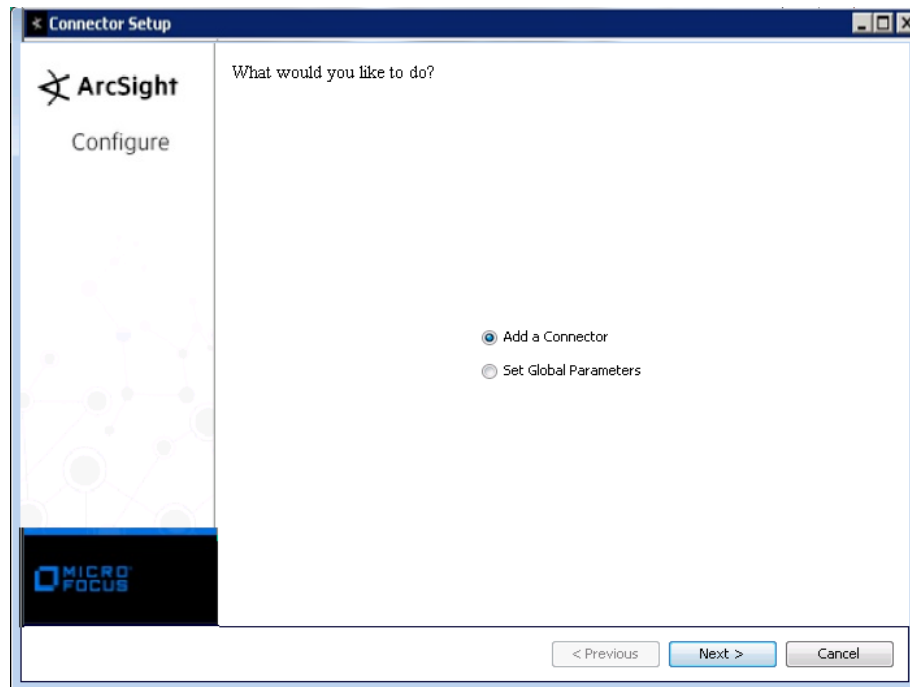 Connector Setup
ArcSight
Configure
What would you like to do?
Add a Connector
Set Global Parameters
MICRO
FOCUS
< Previous
Next >
Cancel